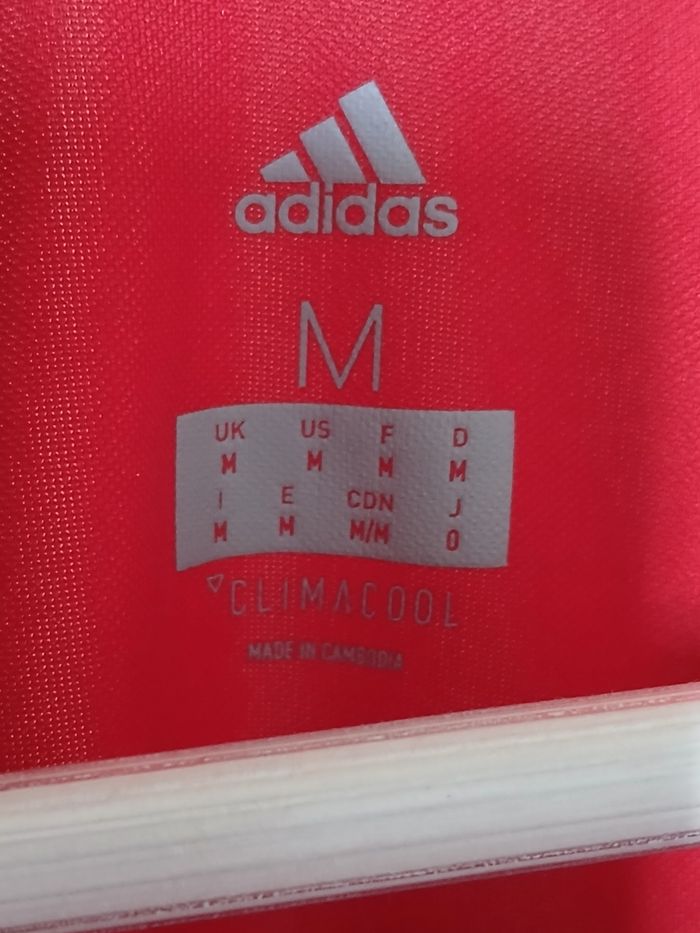 adidas
M
UK US F D
M M M M
I E CDN J
M M M/M O
CLIMACOOL
MADE IN CAMBODIA